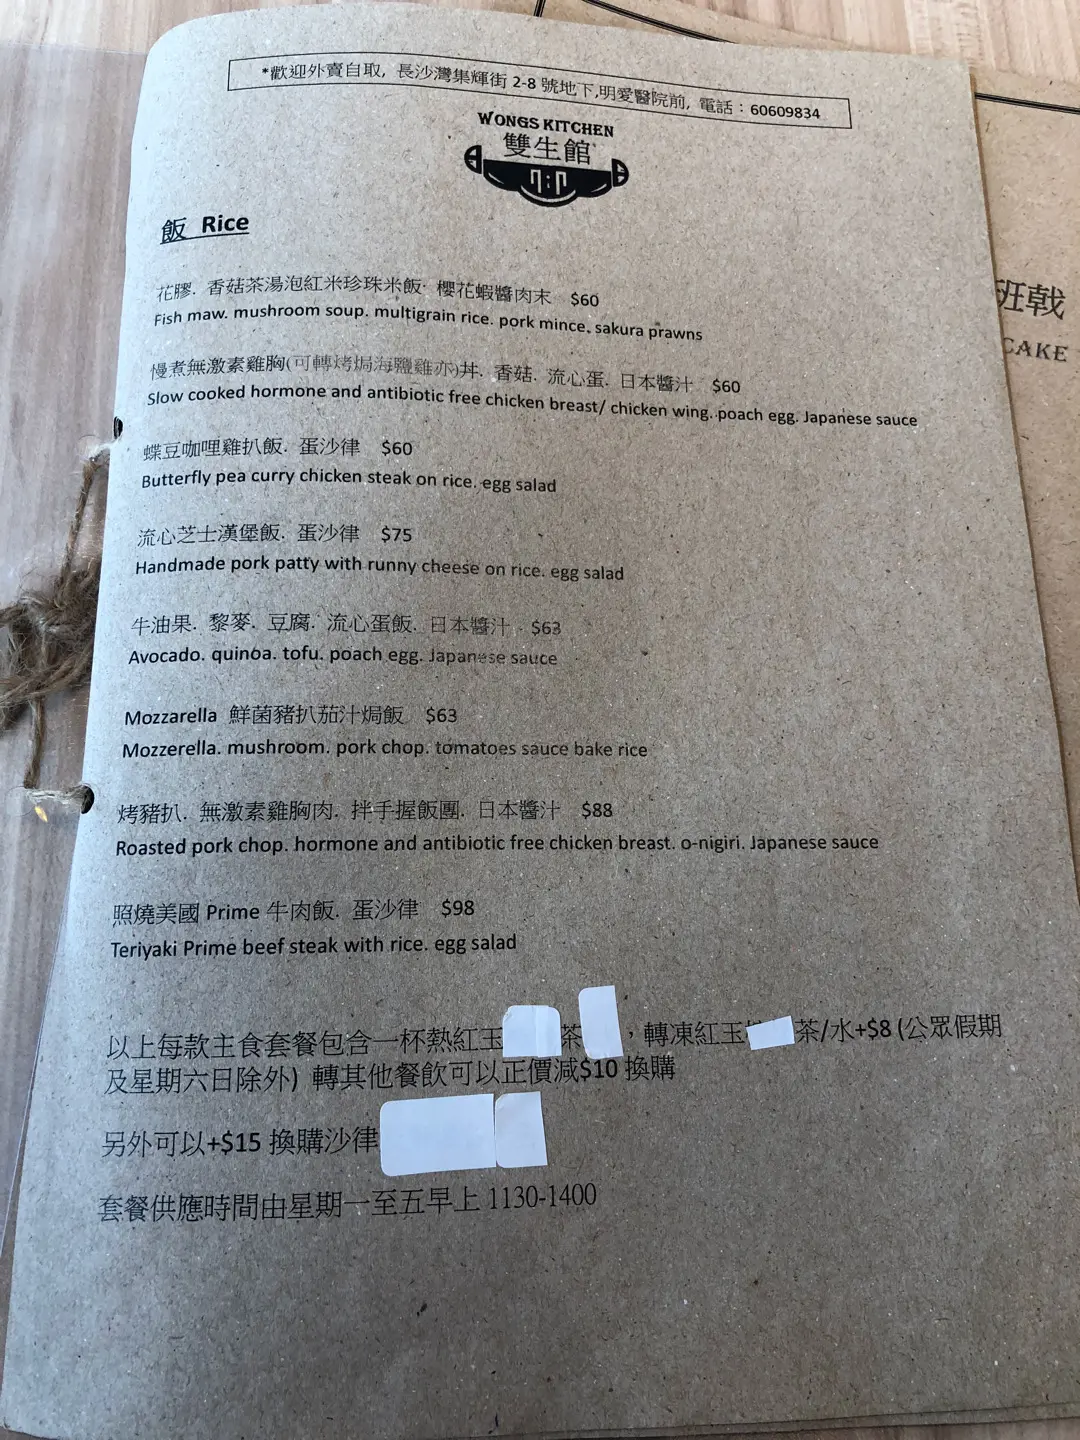 *歡迎外賣自取, 長沙灣集輝街 2-8 號地下,明愛醫院前, 電話：60609834
WONGS KITCHEN
雙生館
飯 Rice
花膠. 香菇茶湯泡紅米珍珠米飯· 櫻花蝦醬肉末 $60
Fish maw. mushroom soup. multigrain rice. pork mince. sakura prawns
慢煮無激素雞胸(可轉烤焗海鹽雞亦)丼. 香菇. 流心蛋. 日本醬汁 $60
Slow cooked hormone and antibiotic free chicken breast/ chicken wing. poach egg. Japanese sauce
蝶豆咖哩雞扒飯. 蛋沙律 $60
Butterfly pea curry chicken steak on rice. egg salad
流心芝士漢堡飯. 蛋沙律 $75
Handmade pork patty with runny cheese on rice. egg salad
牛油果. 黎麥. 豆腐. 流心蛋飯. 日本醬汁 . $63
Avocado. quinoa. tofu. poach egg. Japanese sauce
Mozzarella 鮮菌豬扒茄汁焗飯 $63
Mozzerella. mushroom. pork chop. tomatoes sauce bake rice
烤豬扒. 無激素雞胸肉. 拌手握飯團. 日本醬汁 $88
Roasted pork chop. hormone and antibiotic free chicken breast. o-nigiri. Japanese sauce
照燒美國 Prime 牛肉飯. 蛋沙律 $98
Teriyaki Prime beef steak with rice. egg salad
以上每款主食套餐包含一杯熱紅玉 茶 ，轉凍紅玉 茶/水+$8 (公眾假期
及星期六日除外) 轉其他餐飲可以正價減$10 換購
另外可以+$15 換購沙律
套餐供應時間由星期一至五早上 1130-1400
班戟
CAKE